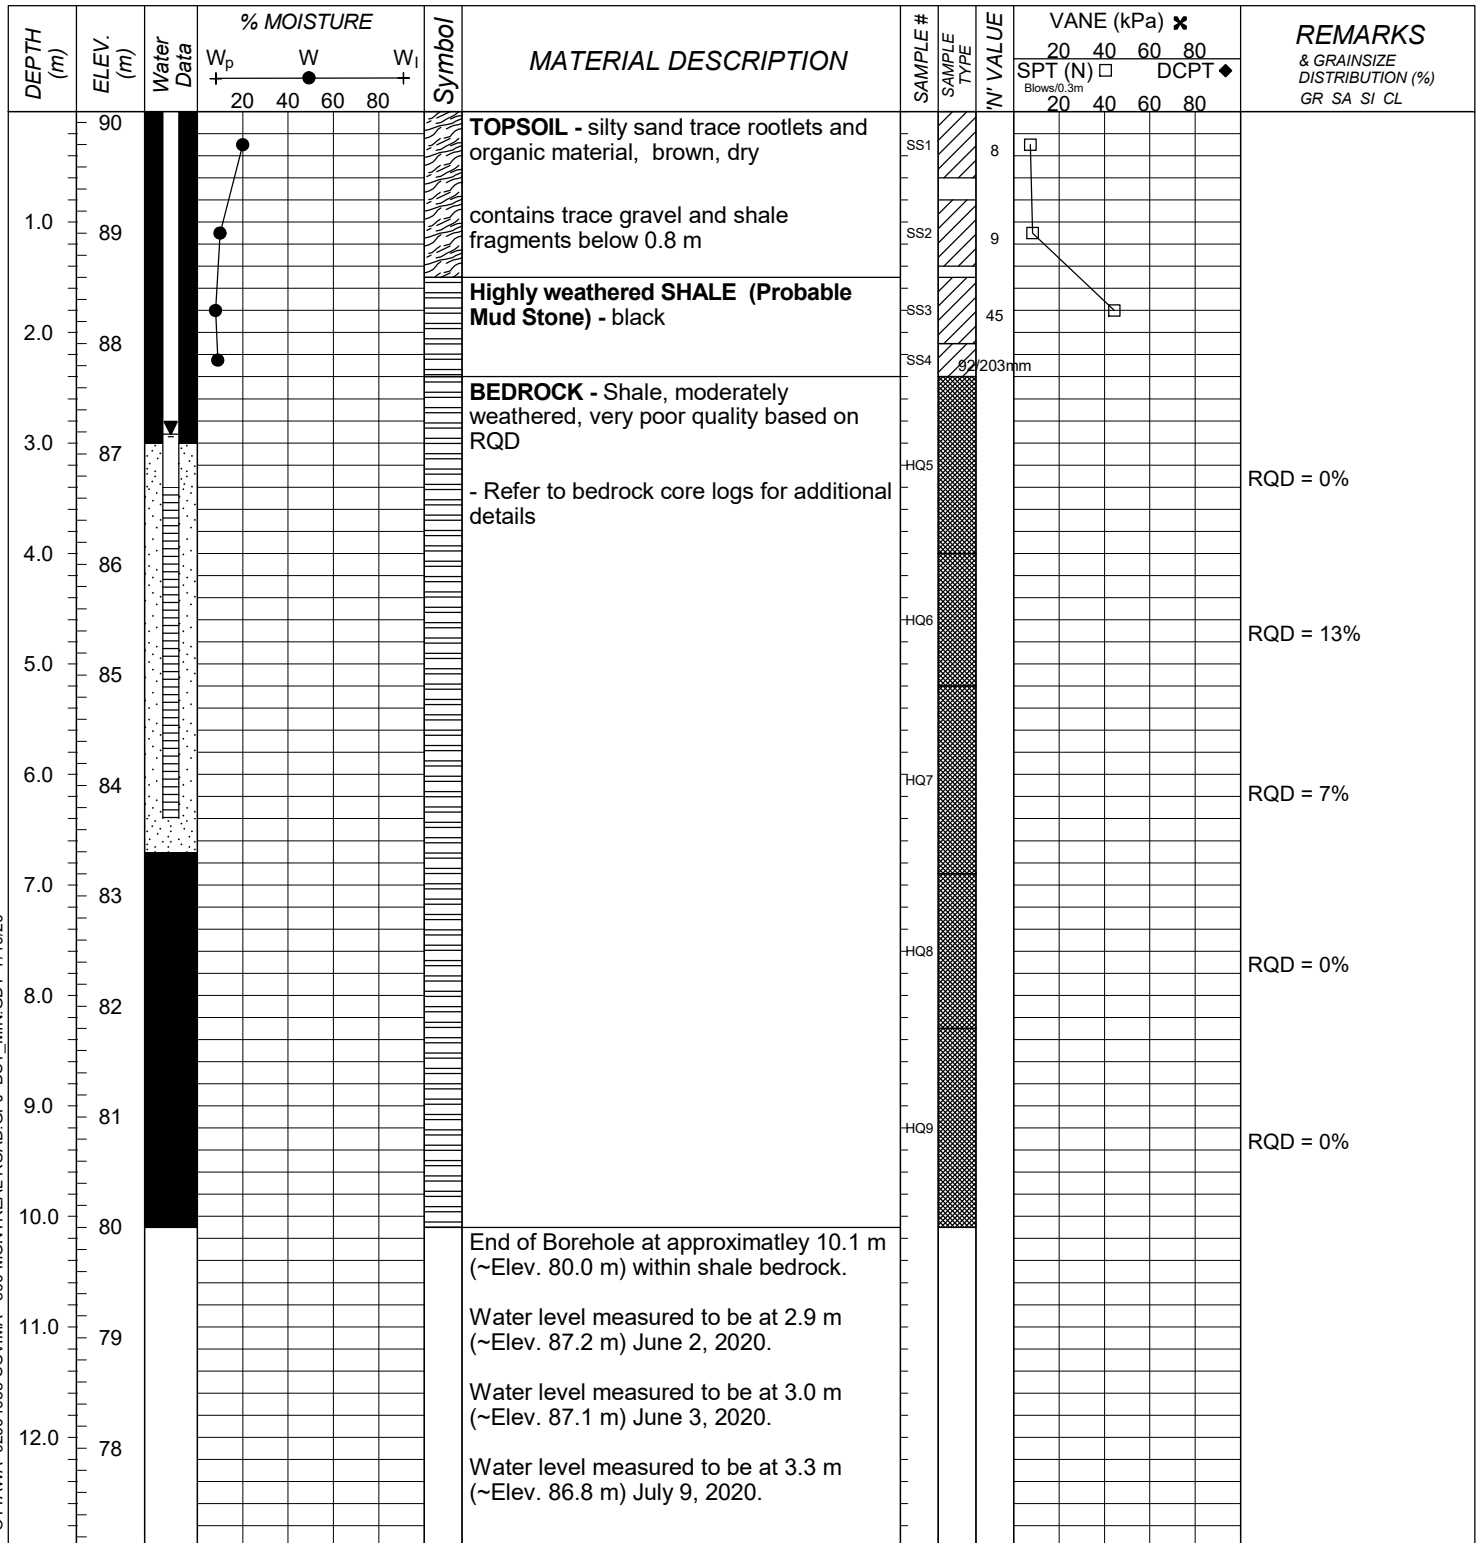 DEPTH (m)
ELEV. (m)
Water Data
% MOISTURE
Wp W Wl
20 40 60 80
Symbol
MATERIAL DESCRIPTION
SAMPLE #
SAMPLE TYPE
'N' VALUE
VANE (kPa)
20 40 60 80
SPT (N) DCPT
Blows/0.3m
20 40 60 80
REMARKS
& GRAINSIZE
DISTRIBUTION (%)
GR SA SI CL
90
TOPSOIL - silty sand trace rootlets and
organic material, brown, dry
SS1
8
contains trace gravel and shale
fragments below 0.8 m
1.0
89
SS2
9
Highly weathered SHALE (Probable
Mud Stone) - black
SS3
45
2.0
88
SS4
92/203mm
BEDROCK - Shale, moderately
weathered, very poor quality based on
RQD
3.0
87
HQ5
RQD = 0%
- Refer to bedrock core logs for additional
details
4.0
86
HQ6
RQD = 13%
5.0
85
6.0
84
HQ7
RQD = 7%
7.0
83
HQ8
RQD = 0%
8.0
82
9.0
81
HQ9
RQD = 0%
10.0
80
End of Borehole at approximatley 10.1 m
(~Elev. 80.0 m) within shale bedrock.
11.0
79
Water level measured to be at 2.9 m
(~Elev. 87.2 m) June 2, 2020.
Water level measured to be at 3.0 m
(~Elev. 87.1 m) June 3, 2020.
12.0
78
Water level measured to be at 3.3 m
(~Elev. 86.8 m) July 9, 2020.